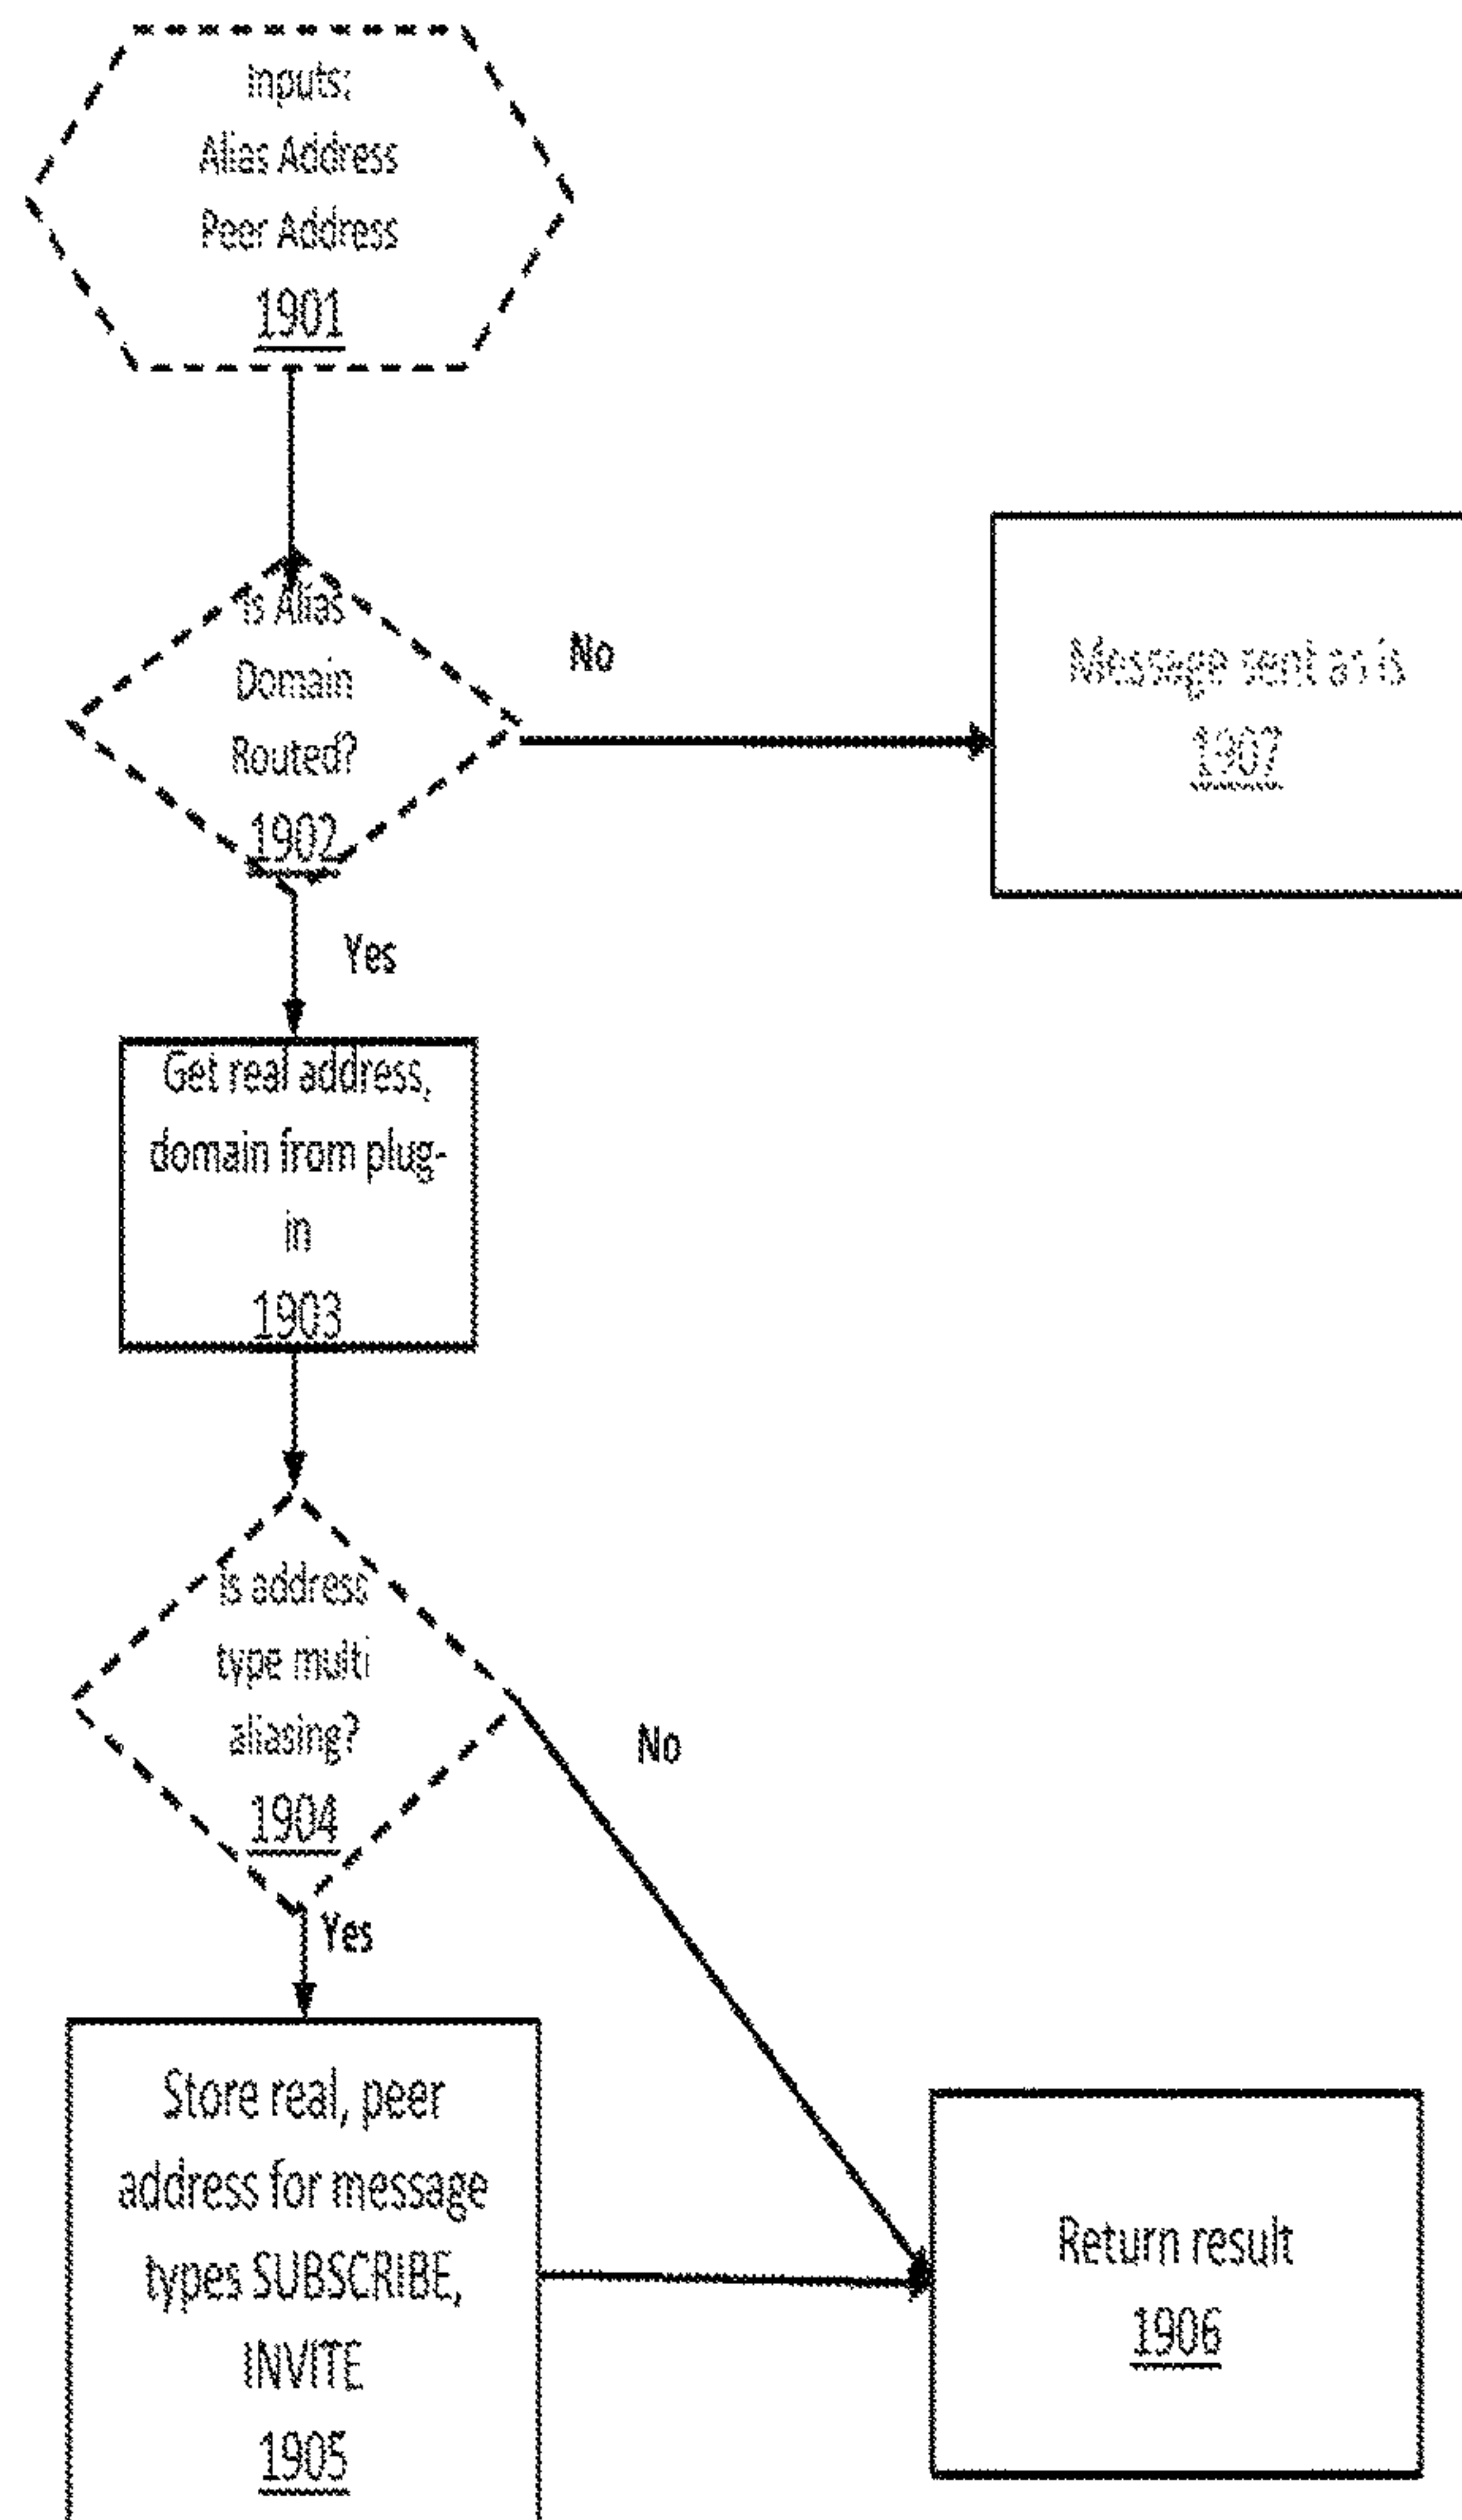 Inputs:
Alias Address
Peer Address
1901
Is Alias
Domain
Routed?
1902
No
Message sent as is
1907
Yes
Get real address,
domain from plug-
in
1903
Is address
type multi
aliasing?
1904
No
Yes
Store real, peer
address for message
types SUBSCRIBE,
INVITE
1905
Return result
1906